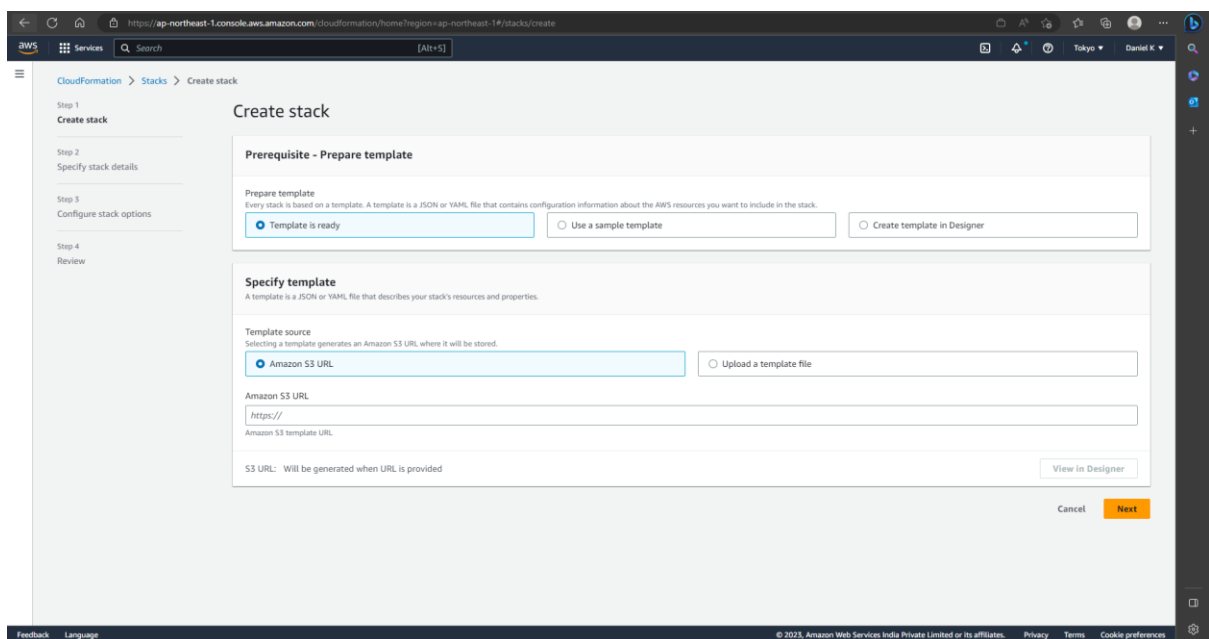 https://ap-northeast-1.console.aws.amazon.com/cloudformation/home?region=ap-northeast-1#/stacks/create
aws Services Search [Alt+S] Tokyo Daniel K
CloudFormation > Stacks > Create stack
Step 1
Create stack
Step 2
Specify stack details
Step 3
Configure stack options
Step 4
Review
Create stack
Prerequisite - Prepare template
Prepare template
Every stack is based on a template. A template is a JSON or YAML file that contains configuration information about the AWS resources you want to include in the stack.
Template is ready
Use a sample template
Create template in Designer
Specify template
A template is a JSON or YAML file that describes your stack's resources and properties.
Template source
Selecting a template generates an Amazon S3 URL where it will be stored.
Amazon S3 URL
Upload a template file
Amazon S3 URL
https://
Amazon S3 template URL
S3 URL: Will be generated when URL is provided
View in Designer
Cancel
Next
Feedback Language © 2023, Amazon Web Services India Private Limited or its affiliates. Privacy Terms Cookie preferences